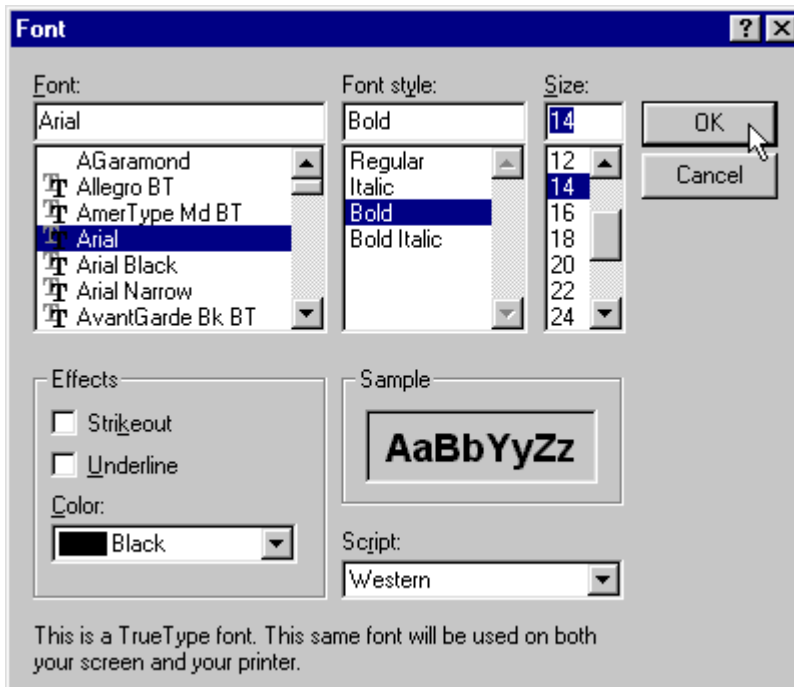 Font
Font:
Arial
AGaramond
Allegro BT
AmerType Md BT
Arial
Arial Black
Arial Narrow
AvantGarde Bk BT
Font style:
Bold
Regular
Italic
Bold
Bold Italic
Size:
14
12
14
16
18
20
22
24
OK
Cancel
Effects
Strikeout
Underline
Color:
Black
Sample
AaBbYyZz
Script:
Western
This is a TrueType font. This same font will be used on both
your screen and your printer.